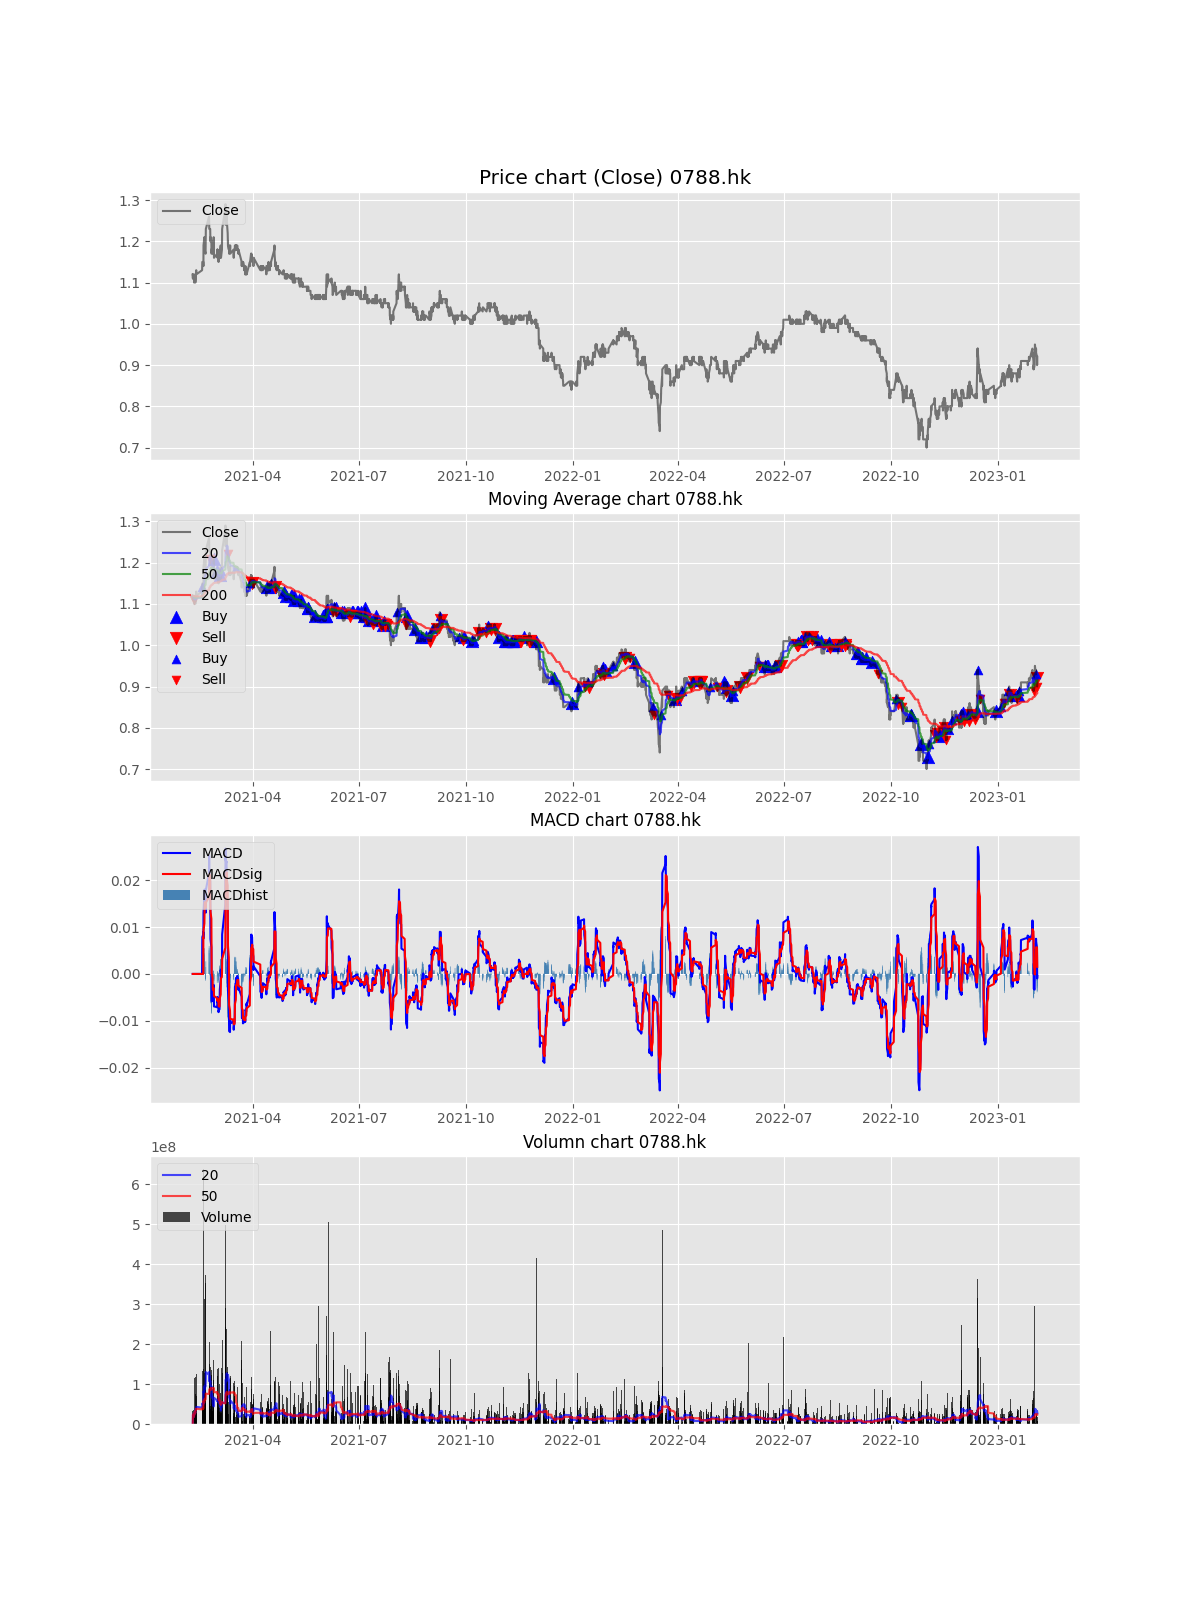 Price chart (Close) 0788.hk
Close
1.3
1.2
1.1
1.0
0.9
0.8
0.7
2021-04 2021-07 2021-10 2022-01 2022-04 2022-07 2022-10 2023-01
Moving Average chart 0788.hk
Close
20
50
200
Buy
Sell
Buy
Sell
1.3
1.2
1.1
1.0
0.9
0.8
0.7
2021-04 2021-07 2021-10 2022-01 2022-04 2022-07 2022-10 2023-01
MACD chart 0788.hk
MACD
MACDsig
MACDhist
0.02
0.01
0.00
−0.01
−0.02
2021-04 2021-07 2021-10 2022-01 2022-04 2022-07 2022-10 2023-01
Volumn chart 0788.hk
1e8
20
50
Volume
6
5
4
3
2
1
0
2021-04 2021-07 2021-10 2022-01 2022-04 2022-07 2022-10 2023-01